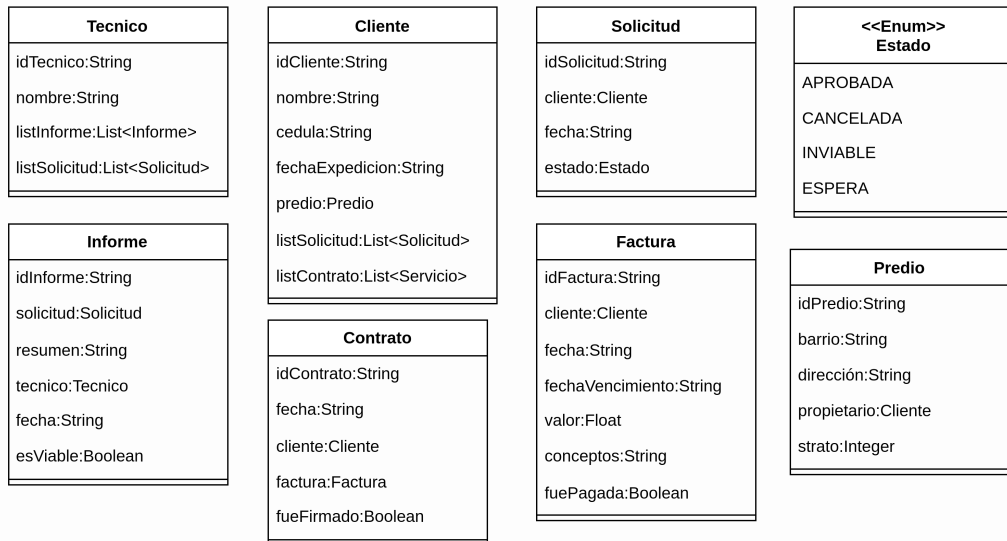 Tecnico
idTecnico:String
nombre:String
listInforme:List<Informe>
listSolicitud:List<Solicitud>
Cliente
idCliente:String
nombre:String
cedula:String
fechaExpedicion:String
predio:Predio
listSolicitud:List<Solicitud>
listContrato:List<Servicio>
Solicitud
idSolicitud:String
cliente:Cliente
fecha:String
estado:Estado
<<Enum>>
Estado
APROBADA
CANCELADA
INVIABLE
ESPERA
Informe
idInforme:String
solicitud:Solicitud
resumen:String
tecnico:Tecnico
fecha:String
esViable:Boolean
Contrato
idContrato:String
fecha:String
cliente:Cliente
factura:Factura
fueFirmado:Boolean
Factura
idFactura:String
cliente:Cliente
fecha:String
fechaVencimiento:String
valor:Float
conceptos:String
fuePagada:Boolean
Predio
idPredio:String
barrio:String
dirección:String
propietario:Cliente
strato:Integer